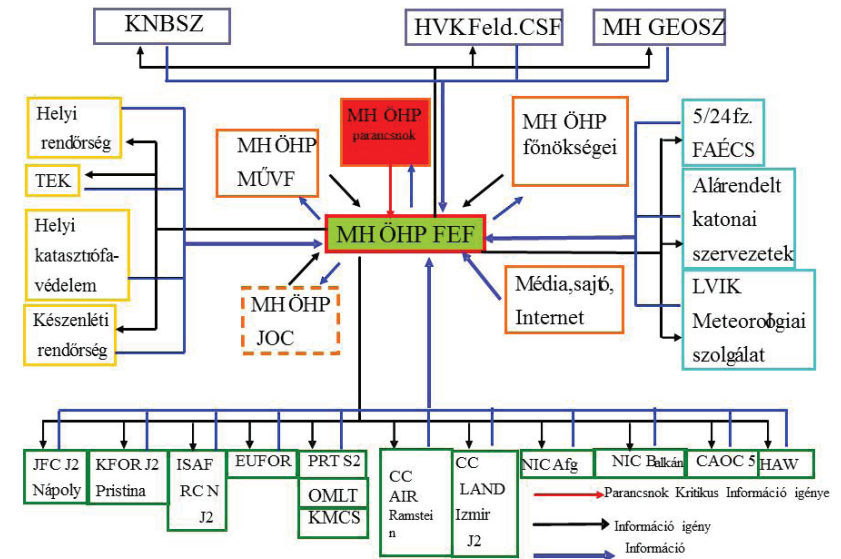 KNBSZ
HVKFeld.CSF
MH GEOSZ
Helyi
rendőrség
TEK
Helyi
katasztrófa-
védelem
Készenléti
rendőrség
MH ÖHP
MŰVF
MH ÖHP
parancsnok
MH ÖHP
főnökségei
MH ÖHP FEF
MH ÖHP
JOC
Média,sajtó,
Internet
5/24 fz.
FAÉCS
Alárendelt
katonai
szervezetek
LVIK
Meteorológiai
szolgálat
JFC J2
Nápoly
KFOR J2
Pristina
ISAF
RC N
J2
EUFOR
PRT S2
OMLT
KMCS
CC
AIR
Ramstei
n
CC
LAND
Izmir
J2
NIC Afg
NIC Balkán
CAOC 5
HAW
Parancsnok Kritikus Információ igénye
Információ igény
Információ